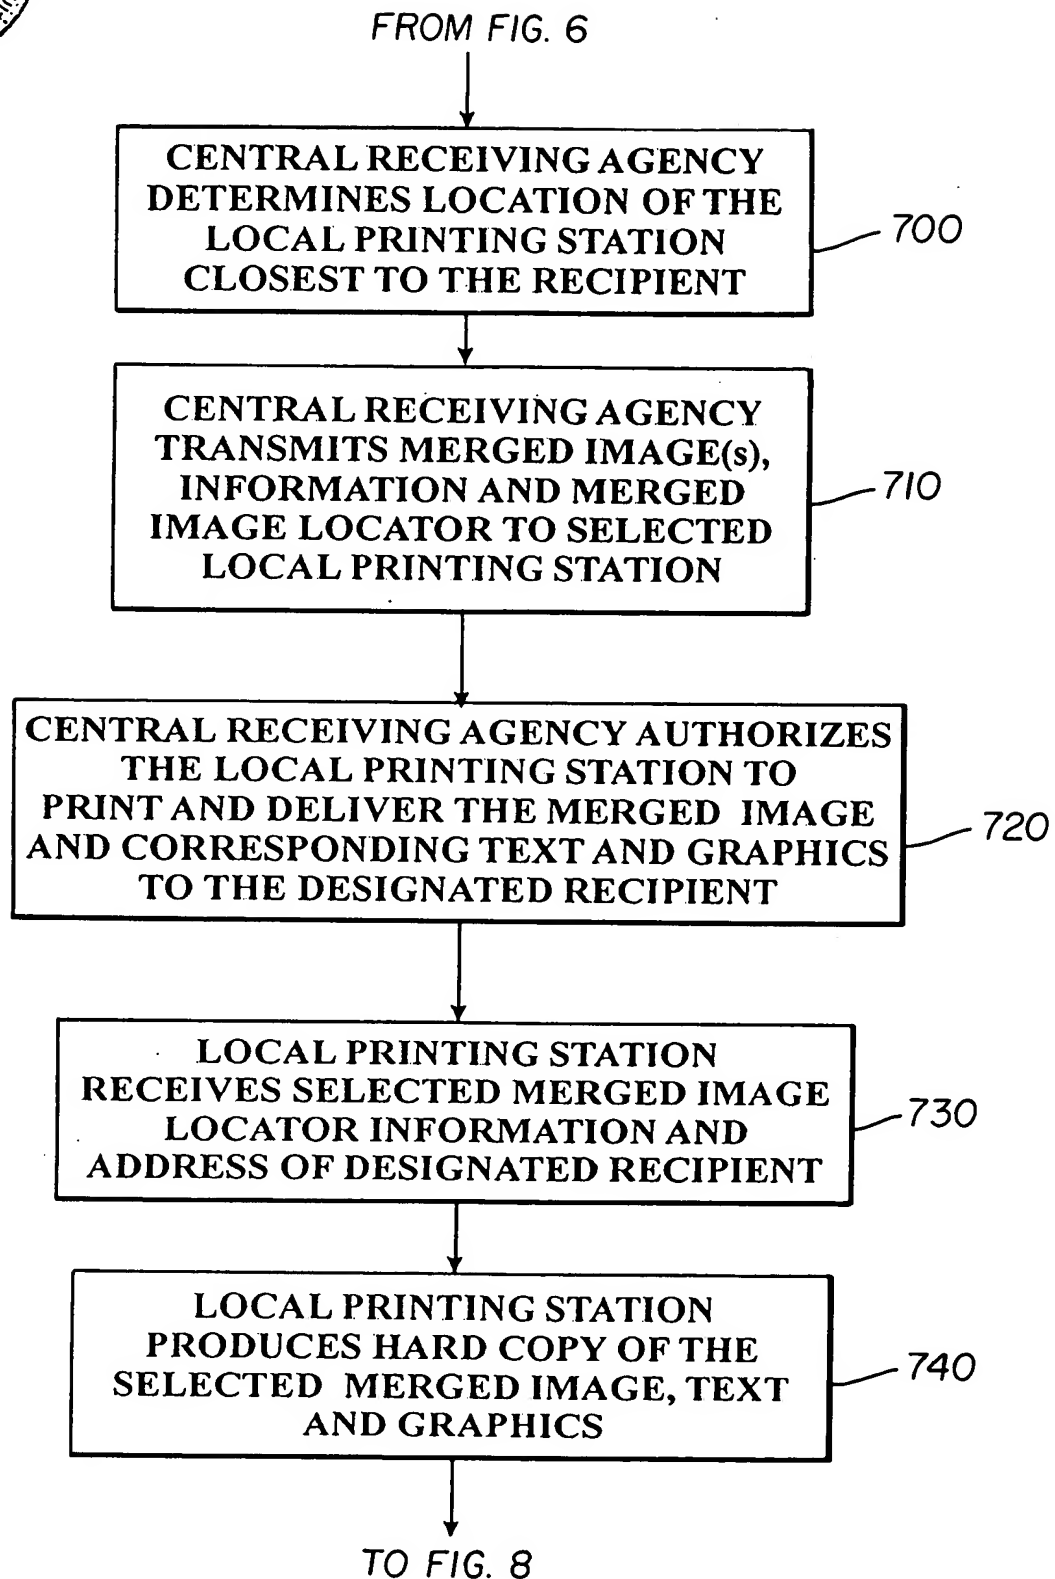 FROM FIG. 6
CENTRAL RECEIVING AGENCY
DETERMINES LOCATION OF THE
LOCAL PRINTING STATION
CLOSEST TO THE RECIPIENT
700
CENTRAL RECEIVING AGENCY
TRANSMITS MERGED IMAGE(s),
INFORMATION AND MERGED
IMAGE LOCATOR TO SELECTED
LOCAL PRINTING STATION
710
CENTRAL RECEIVING AGENCY AUTHORIZES
THE LOCAL PRINTING STATION TO
PRINT AND DELIVER THE MERGED IMAGE
AND CORRESPONDING TEXT AND GRAPHICS
TO THE DESIGNATED RECIPIENT
720
LOCAL PRINTING STATION
RECEIVES SELECTED MERGED IMAGE
LOCATOR INFORMATION AND
ADDRESS OF DESIGNATED RECIPIENT
730
LOCAL PRINTING STATION
PRODUCES HARD COPY OF THE
SELECTED MERGED IMAGE, TEXT
AND GRAPHICS
740
TO FIG. 8